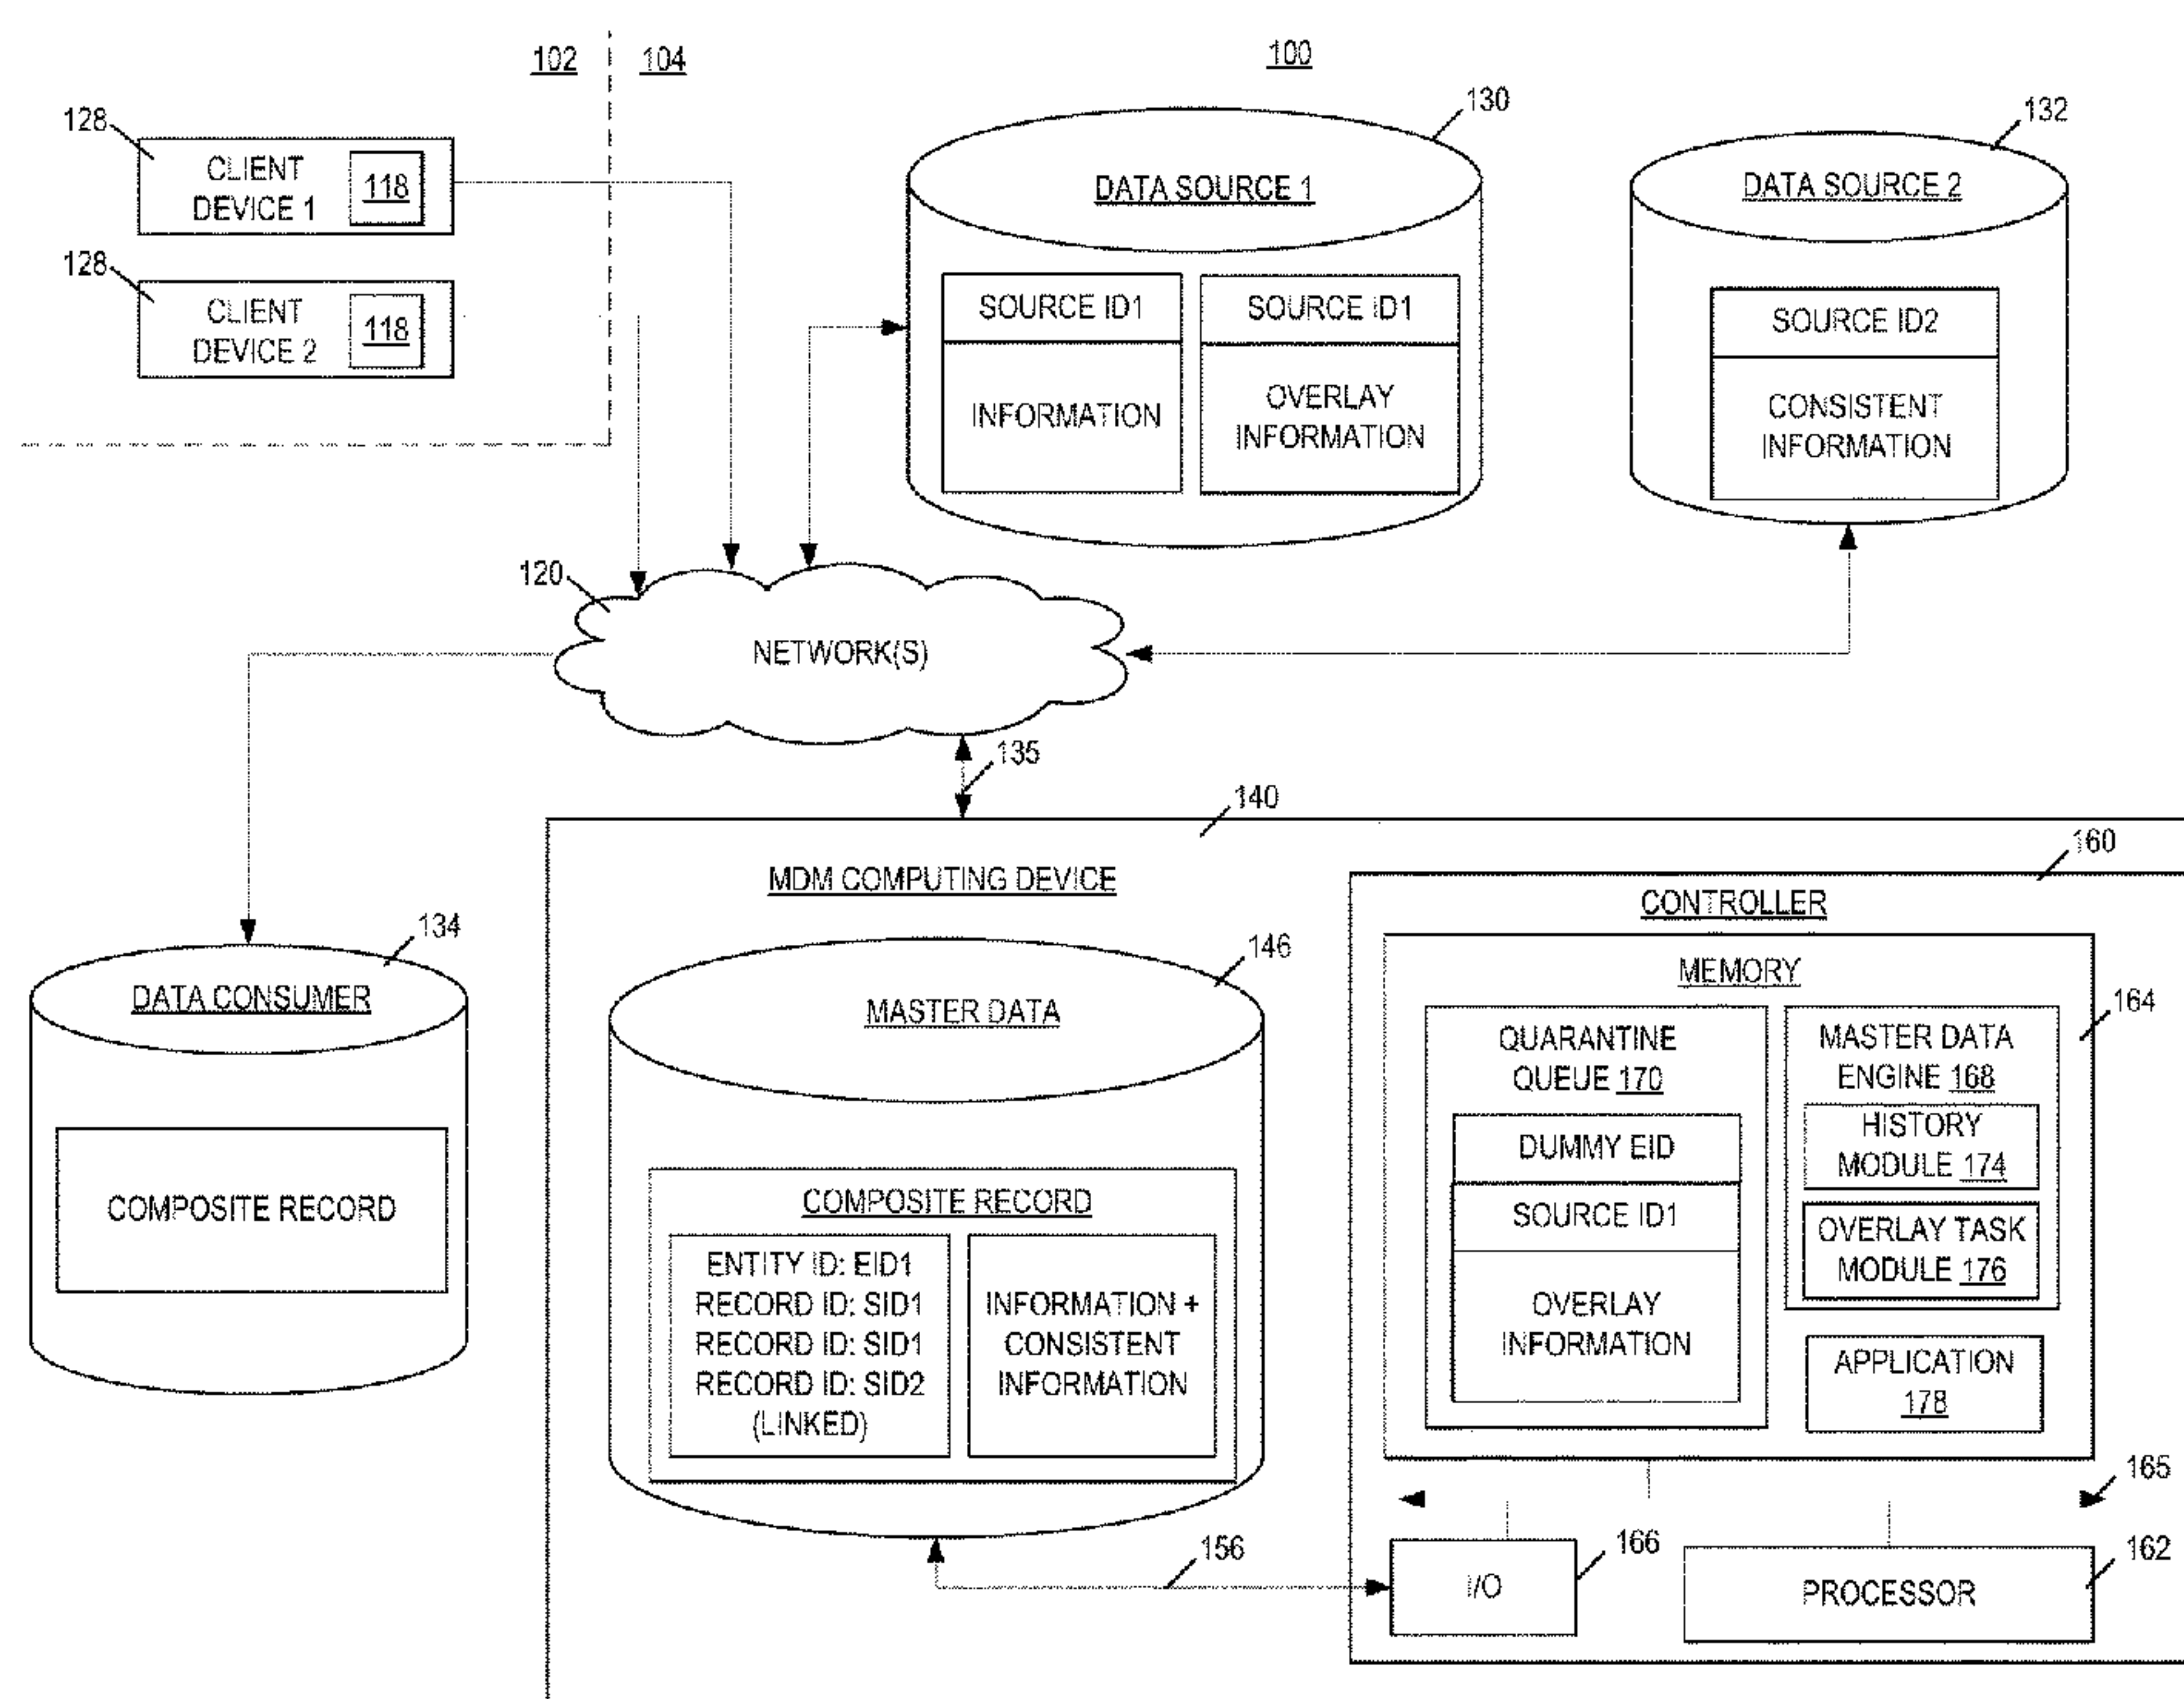 102
104
100
128
CLIENT
DEVICE 1
118
128
CLIENT
DEVICE 2
118
130
DATA SOURCE 1
SOURCE ID1
INFORMATION
SOURCE ID1
OVERLAY
INFORMATION
132
DATA SOURCE 2
SOURCE ID2
CONSISTENT
INFORMATION
120
NETWORK(S)
135
140
MDM COMPUTING DEVICE
134
DATA CONSUMER
COMPOSITE RECORD
146
MASTER DATA
COMPOSITE RECORD
ENTITY ID: EID1
RECORD ID: SID1
RECORD ID: SID1
RECORD ID: SID2
(LINKED)
INFORMATION +
CONSISTENT
INFORMATION
156
160
CONTROLLER
MEMORY
164
QUARANTINE
QUEUE 170
DUMMY EID
SOURCE ID1
OVERLAY
INFORMATION
MASTER DATA
ENGINE 168
HISTORY
MODULE 174
OVERLAY TASK
MODULE 176
APPLICATION
178
165
I/O
166
PROCESSOR
162